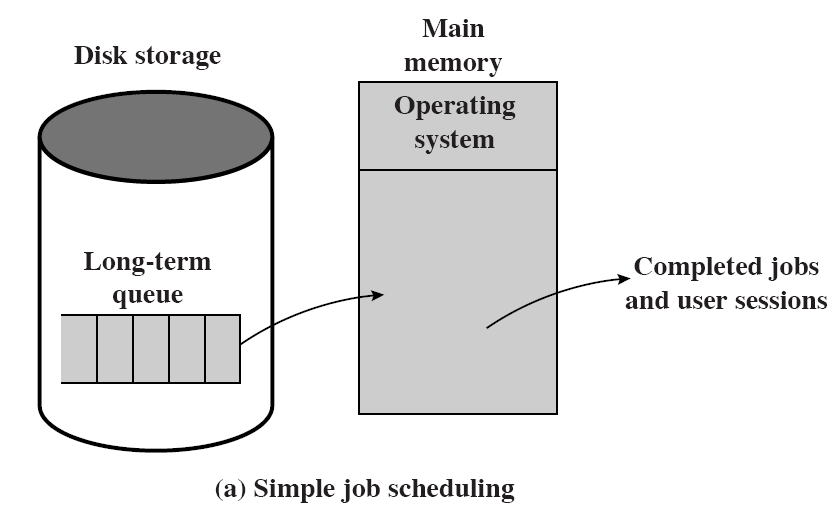 Disk storage
Main
memory
Operating
system
Long-term
queue
Completed jobs
and user sessions
(a) Simple job scheduling